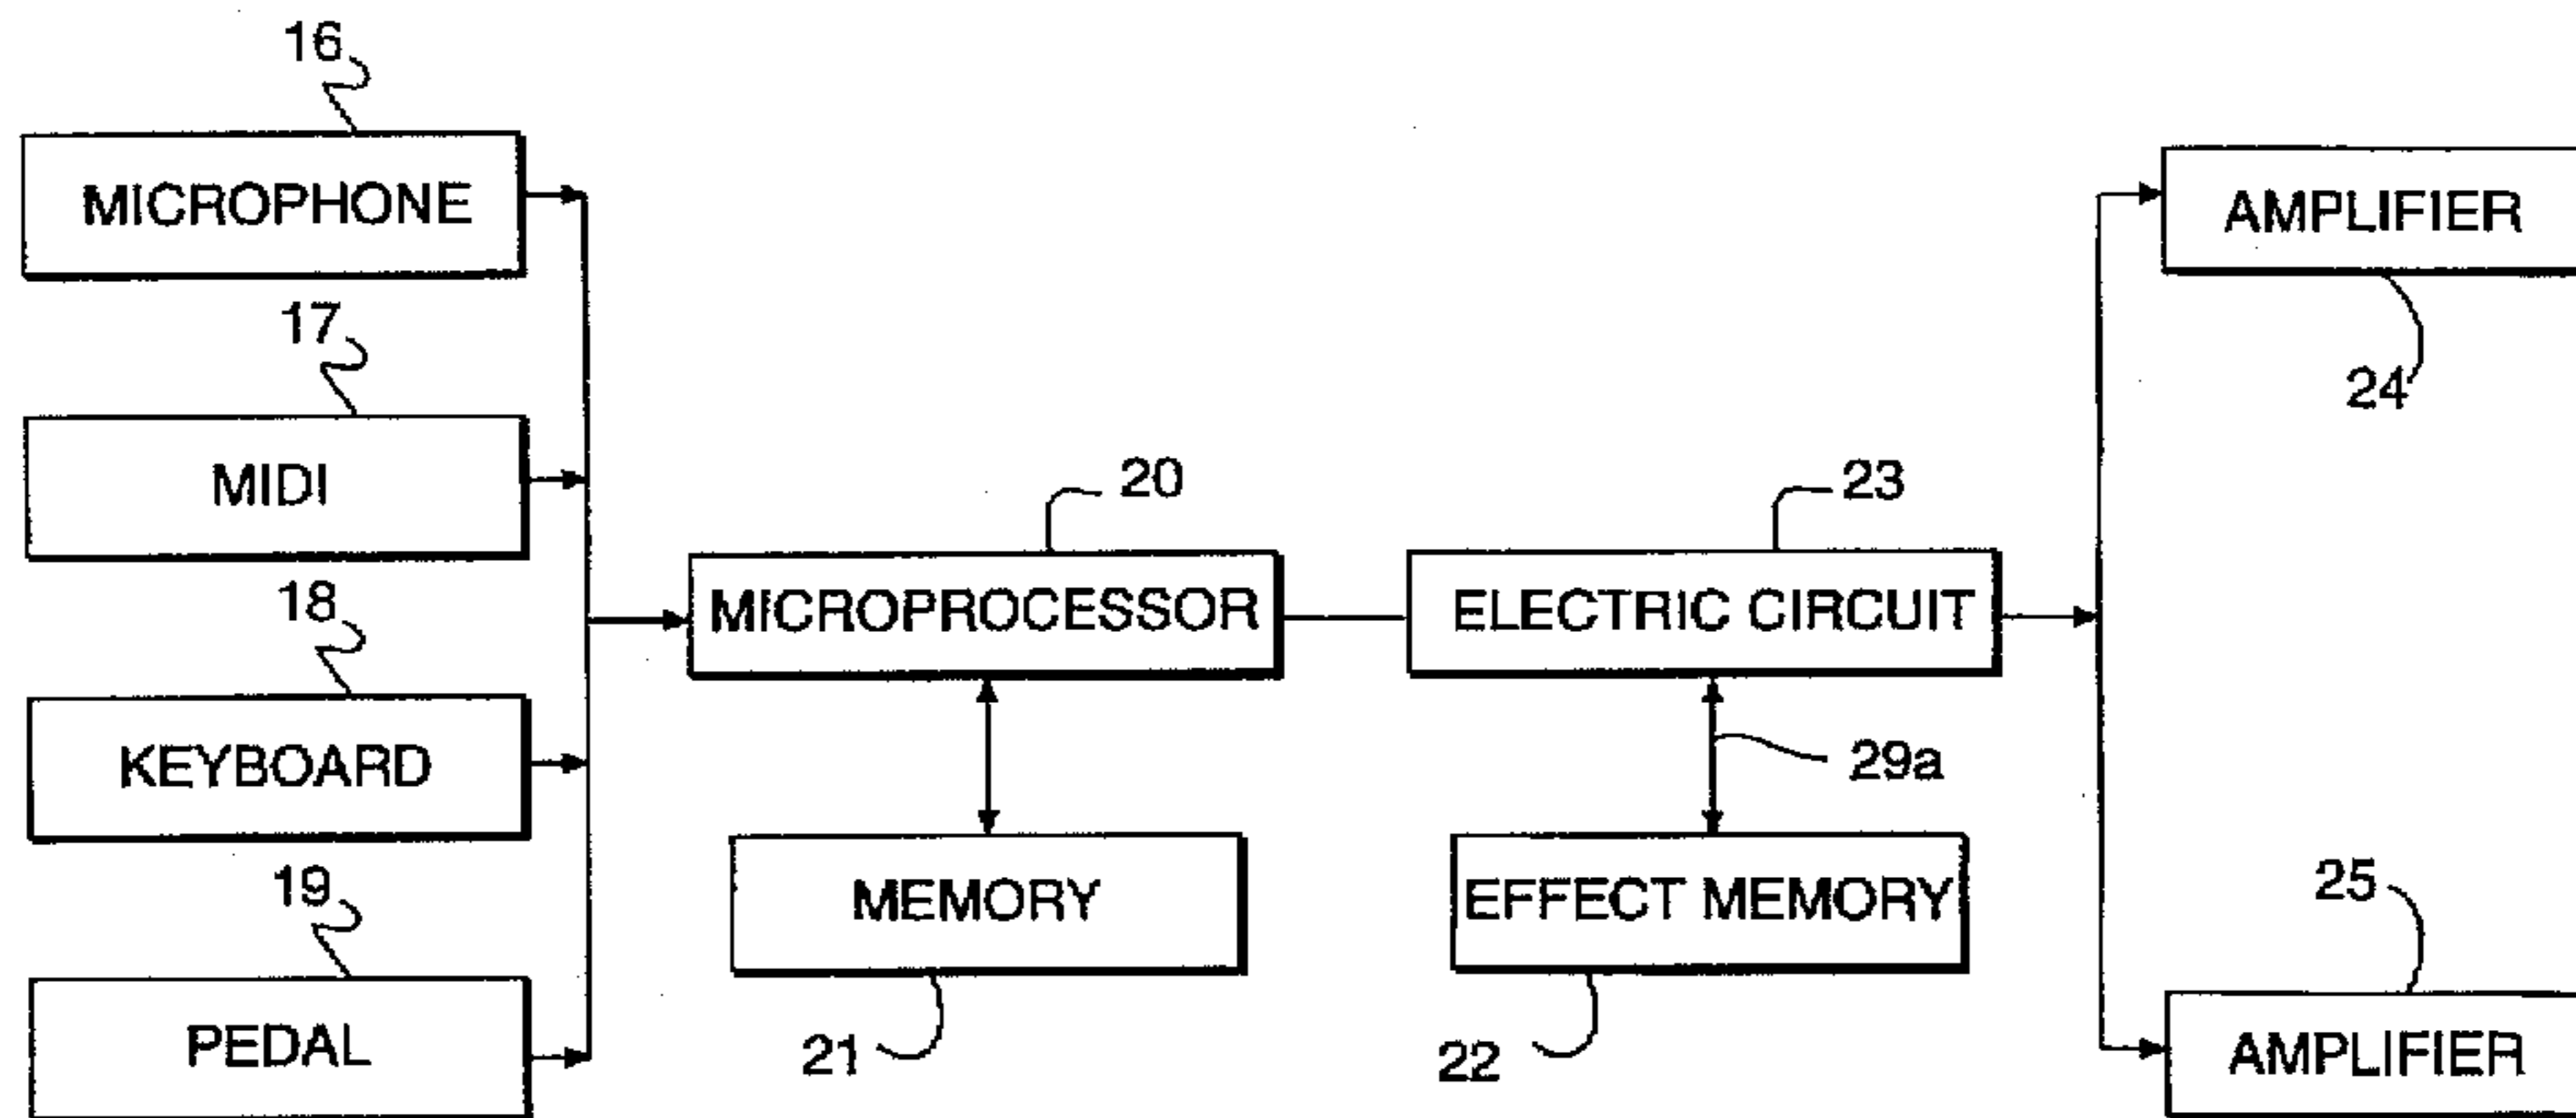 16
MICROPHONE
17
MIDI
18
KEYBOARD
19
PEDAL
20
MICROPROCESSOR
MEMORY
21
23
ELECTRIC CIRCUIT
29a
EFFECT MEMORY
22
AMPLIFIER
24
25
AMPLIFIER